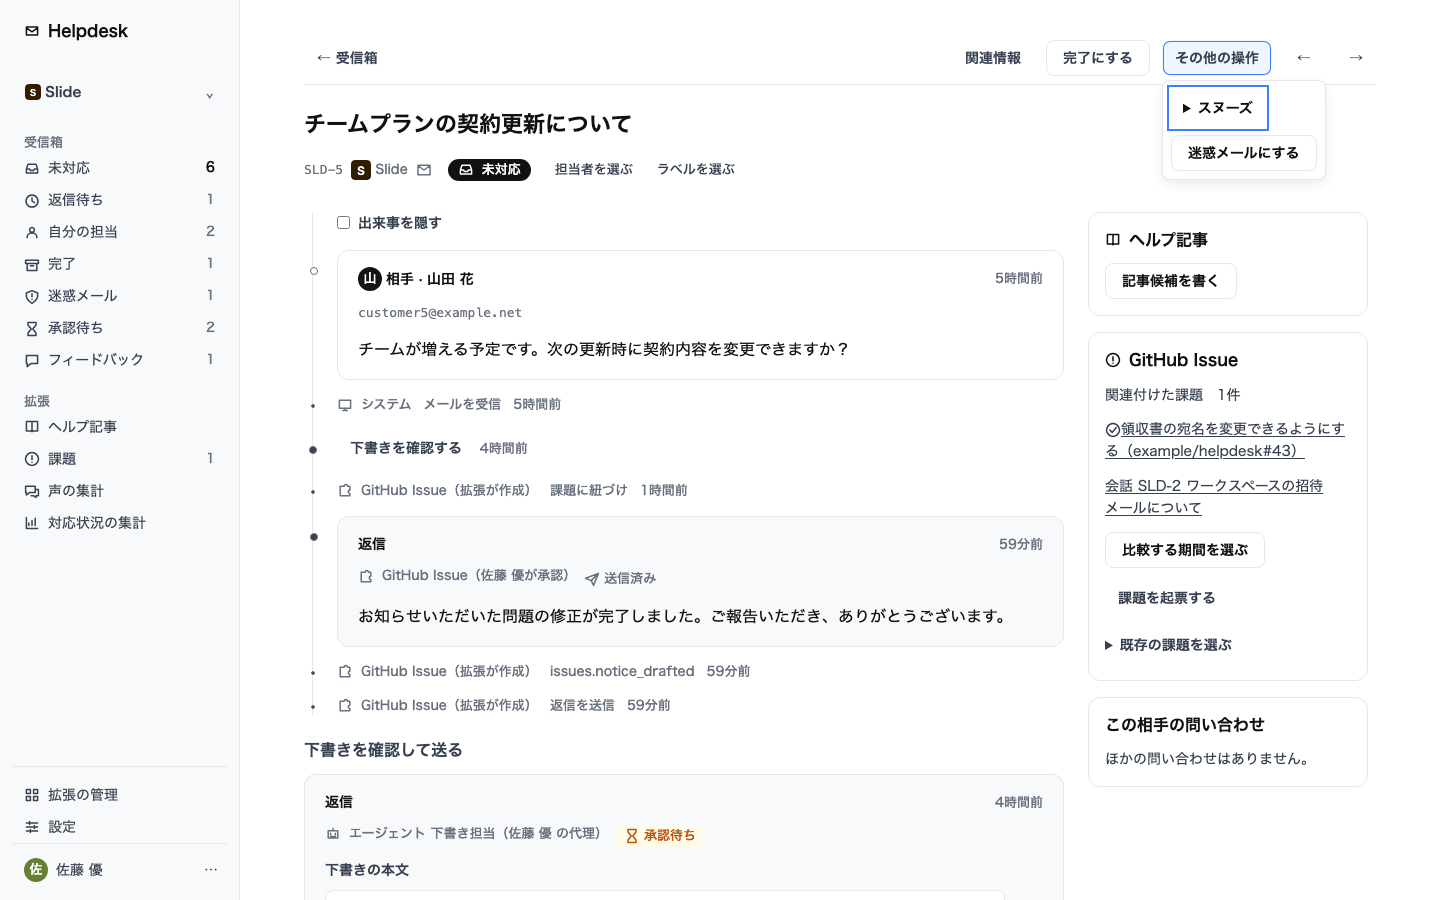 Helpdesk
S Slide
受信箱
未対応 6
返信待ち 1
自分の担当 2
完了 1
迷惑メール 1
承認待ち 2
フィードバック 1
拡張
ヘルプ記事
課題 1
声の集計
対応状況の集計
拡張の管理
設定
佐 佐藤 優 …
← 受信箱
関連情報
完了にする
その他の操作
← →
▶ スヌーズ
迷惑メールにする
チームプランの契約更新について
SLD-5 S Slide 未対応 担当者を選ぶ ラベルを選ぶ
出来事を隠す
山 相手 · 山田 花 5時間前
customer5@example.net
チームが増える予定です。次の更新時に契約内容を変更できますか？
システム メールを受信 5時間前
下書きを確認する 4時間前
GitHub Issue（拡張が作成） 課題に紐づけ 1時間前
返信 59分前
GitHub Issue（佐藤 優が承認） 送信済み
お知らせいただいた問題の修正が完了しました。ご報告いただき、ありがとうございます。
GitHub Issue（拡張が作成） issues.notice_drafted 59分前
GitHub Issue（拡張が作成） 返信を送信 59分前
下書きを確認して送る
返信 4時間前
エージェント 下書き担当（佐藤 優 の代理） 承認待ち
下書きの本文
ヘルプ記事
記事候補を書く
GitHub Issue
関連付けた課題 1件
領収書の宛名を変更できるようにす
る（example/helpdesk#43）
会話 SLD-2 ワークスペースの招待
メールについて
比較する期間を選ぶ
課題を起票する
▶ 既存の課題を選ぶ
この相手の問い合わせ
ほかの問い合わせはありません。